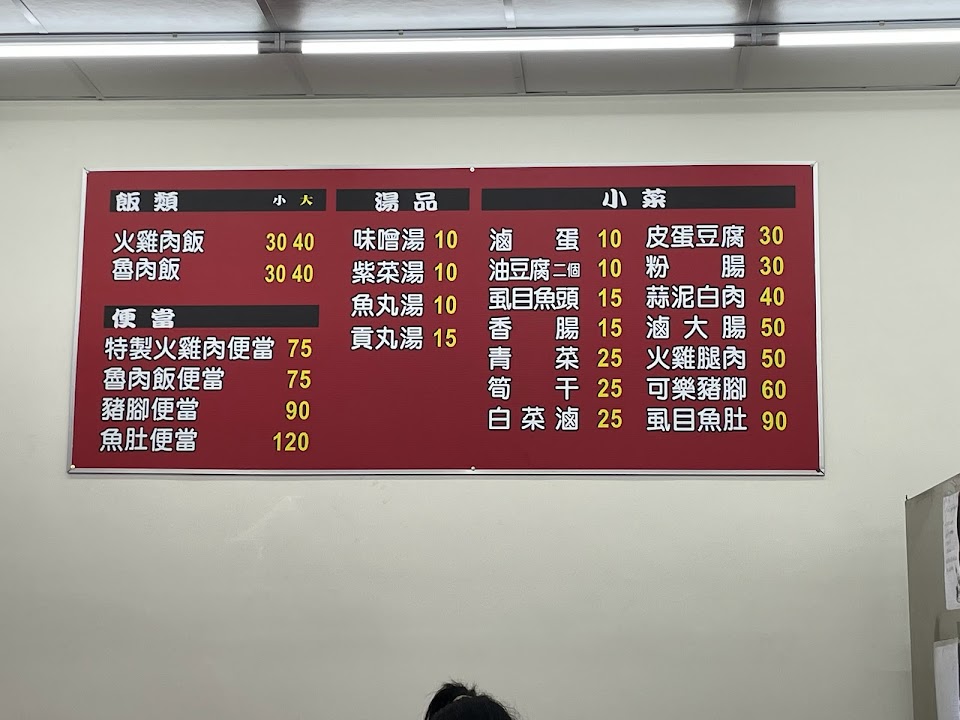 飯類 小 大
火雞肉飯 30 40
魯肉飯 30 40
便當
特製火雞肉便當 75
魯肉飯便當 75
豬腳便當 90
魚肚便當 120
湯品
味噌湯 10
紫菜湯 10
魚丸湯 10
貢丸湯 15
小菜
滷蛋 10
油豆腐二個 10
虱目魚頭 15
香腸 15
青菜 25
筍干 25
白菜滷 25
皮蛋豆腐 30
粉腸 30
蒜泥白肉 40
滷大腸 50
火雞腿肉 50
可樂豬腳 60
虱目魚肚 90